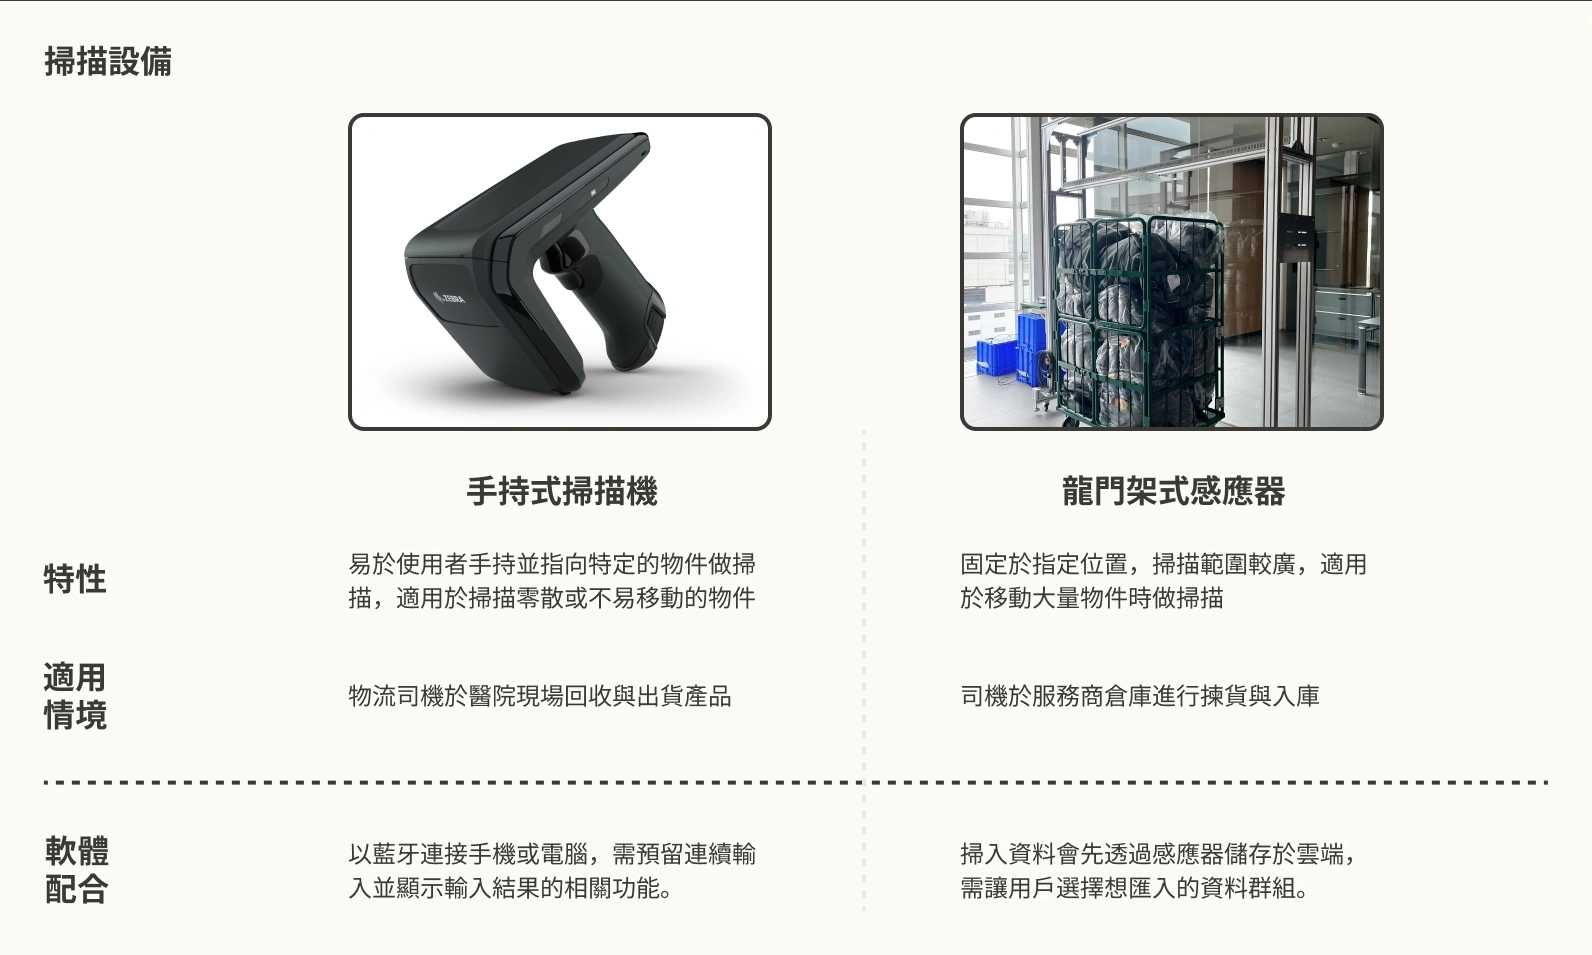 掃描設備
ZEBRA
手持式掃描機
龍門架式感應器
特性
易於使用者手持並指向特定的物件做掃
描，適用於掃描零散或不易移動的物件
固定於指定位置，掃描範圍較廣，適用
於移動大量物件時做掃描
適用
情境
物流司機於醫院現場回收與出貨產品
司機於服務商倉庫進行揀貨與入庫
軟體
配合
以藍牙連接手機或電腦，需預留連續輸
入並顯示輸入結果的相關功能。
掃入資料會先透過感應器儲存於雲端，
需讓用戶選擇想匯入的資料群組。